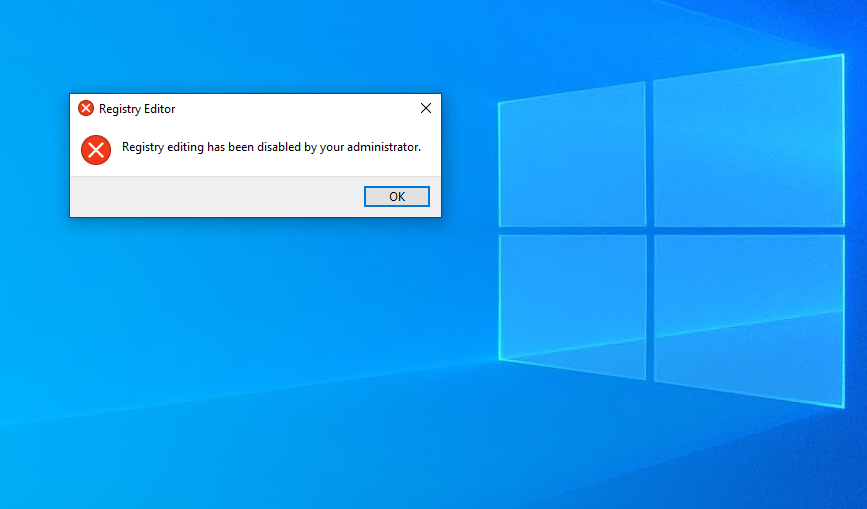 Registry Editor
Registry editing has been disabled by your administrator.
OK